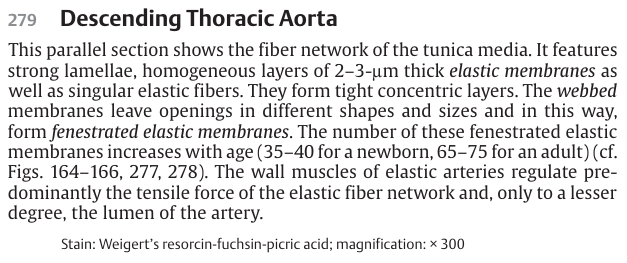 279 Descending Thoracic Aorta
This parallel section shows the fiber network of the tunica media. It features
strong lamellae, homogeneous layers of 2–3-µm thick elastic membranes as
well as singular elastic fibers. They form tight concentric layers. The webbed
membranes leave openings in different shapes and sizes and in this way,
form fenestrated elastic membranes. The number of these fenestrated elastic
membranes increases with age (35–40 for a newborn, 65–75 for an adult) (cf.
Figs. 164–166, 277, 278). The wall muscles of elastic arteries regulate pre-
dominantly the tensile force of the elastic fiber network and, only to a lesser
degree, the lumen of the artery.
Stain: Weigert's resorcin-fuchsin-picric acid; magnification: × 300